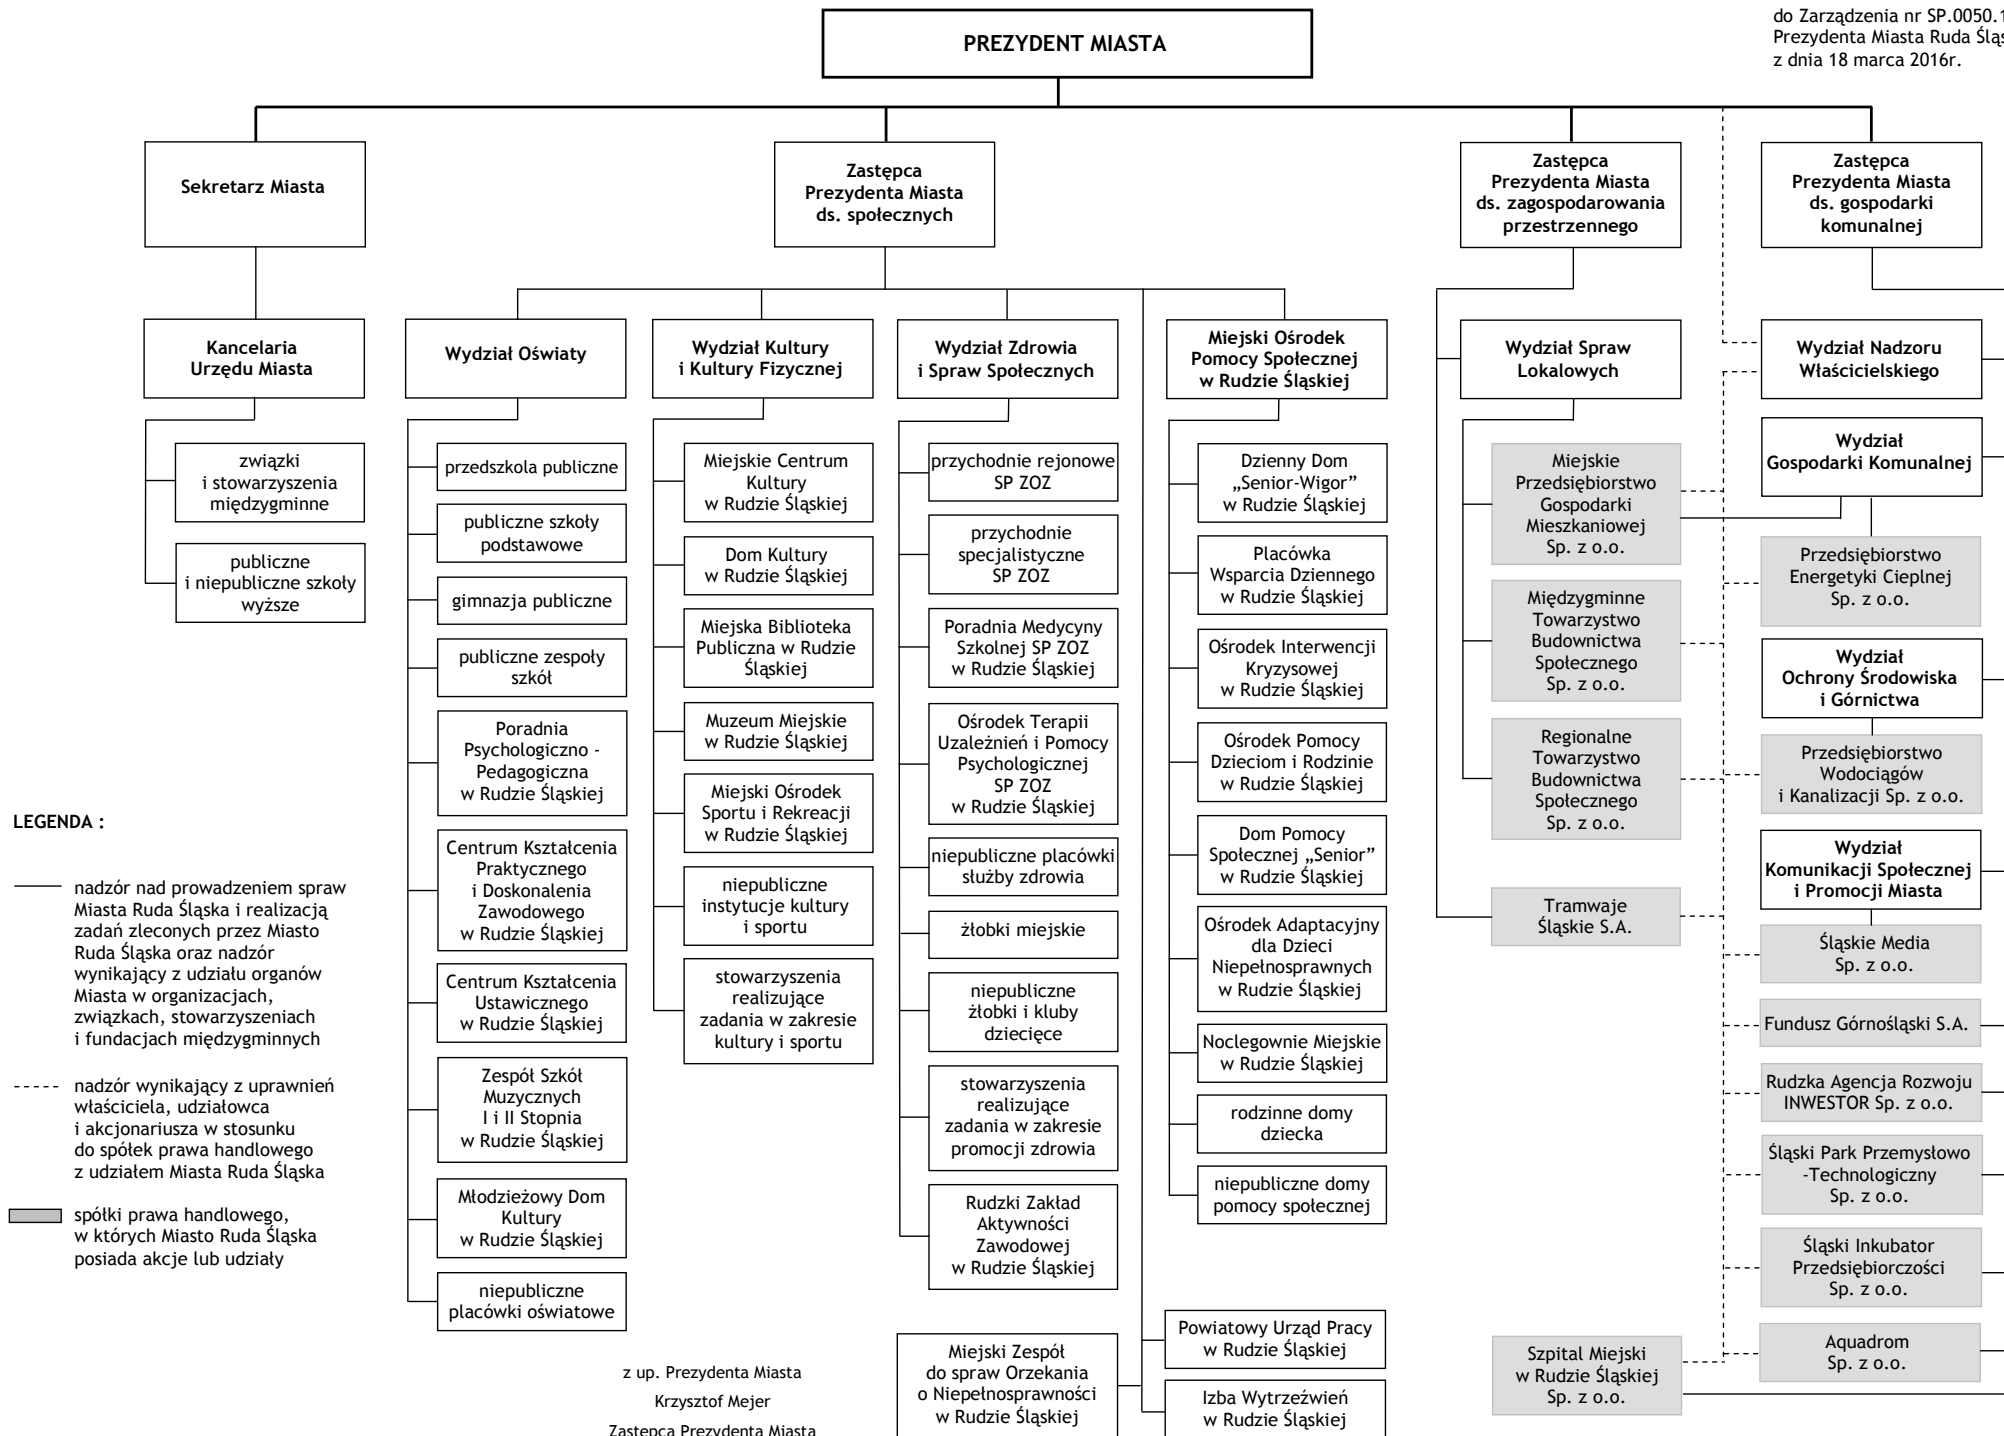 do Zarządzenia nr SP.0050.1
Prezydenta Miasta Ruda Śląs
z dnia 18 marca 2016r.
PREZYDENT MIASTA
Sekretarz Miasta
Zastępca
Prezydenta Miasta
ds. społecznych
Zastępca
Prezydenta Miasta
ds. zagospodarowania
przestrzennego
Zastępca
Prezydenta Miasta
ds. gospodarki
komunalnej
Kancelaria
Urzędu Miasta
związki
i stowarzyszenia
międzygminne
publiczne
i niepubliczne szkoły
wyższe
Wydział Oświaty
przedszkola publiczne
publiczne szkoły
podstawowe
gimnazja publiczne
publiczne zespoły
szkół
Poradnia
Psychologiczno -
Pedagogiczna
w Rudzie Śląskiej
Centrum Kształcenia
Praktycznego
i Doskonalenia
Zawodowego
w Rudzie Śląskiej
Centrum Kształcenia
Ustawicznego
w Rudzie Śląskiej
Zespół Szkół
Muzycznych
I i II Stopnia
w Rudzie Śląskiej
Młodzieżowy Dom
Kultury
w Rudzie Śląskiej
niepubliczne
placówki oświatowe
Wydział Kultury
i Kultury Fizycznej
Miejskie Centrum
Kultury
w Rudzie Śląskiej
Dom Kultury
w Rudzie Śląskiej
Miejska Biblioteka
Publiczna w Rudzie
Śląskiej
Muzeum Miejskie
w Rudzie Śląskiej
Miejski Ośrodek
Sportu i Rekreacji
w Rudzie Śląskiej
niepubliczne
instytucje kultury
i sportu
stowarzyszenia
realizujące
zadania w zakresie
kultury i sportu
Wydział Zdrowia
i Spraw Społecznych
przychodnie rejonowe
SP ZOZ
przychodnie
specjalistyczne
SP ZOZ
Poradnia Medycyny
Szkolnej SP ZOZ
w Rudzie Śląskiej
Ośrodek Terapii
Uzależnień i Pomocy
Psychologicznej
SP ZOZ
w Rudzie Śląskiej
niepubliczne placówki
służby zdrowia
żłobki miejskie
niepubliczne
żłobki i kluby
dziecięce
stowarzyszenia
realizujące
zadania w zakresie
promocji zdrowia
Rudzki Zakład
Aktywności
Zawodowej
w Rudzie Śląskiej
Miejski Zespół
do spraw Orzekania
o Niepełnosprawności
w Rudzie Śląskiej
Miejski Ośrodek
Pomocy Społecznej
w Rudzie Śląskiej
Dzienny Dom
„Senior-Wigor”
w Rudzie Śląskiej
Placówka
Wsparcia Dziennego
w Rudzie Śląskiej
Ośrodek Interwencji
Kryzysowej
w Rudzie Śląskiej
Ośrodek Pomocy
Dzieciom i Rodzinie
w Rudzie Śląskiej
Dom Pomocy
Społecznej „Senior”
w Rudzie Śląskiej
Ośrodek Adaptacyjny
dla Dzieci
Niepełnosprawnych
w Rudzie Śląskiej
Noclegownie Miejskie
w Rudzie Śląskiej
rodzinne domy
dziecka
niepubliczne domy
pomocy społecznej
Powiatowy Urząd Pracy
w Rudzie Śląskiej
Izba Wytrzeźwień
w Rudzie Śląskiej
Wydział Spraw
Lokalowych
Miejskie
Przedsiębiorstwo
Gospodarki
Mieszkaniowej
Sp. z o.o.
Międzygminne
Towarzystwo
Budownictwa
Społecznego
Sp. z o.o.
Regionalne
Towarzystwo
Budownictwa
Społecznego
Sp. z o.o.
Tramwaje
Śląskie S.A.
Szpital Miejski
w Rudzie Śląskiej
Sp. z o.o.
Wydział Nadzoru
Właścicielskiego
Wydział
Gospodarki Komunalnej
Przedsiębiorstwo
Energetyki Cieplnej
Sp. z o.o.
Wydział
Ochrony Środowiska
i Górnictwa
Przedsiębiorstwo
Wodociągów
i Kanalizacji Sp. z o.o.
Wydział
Komunikacji Społecznej
i Promocji Miasta
Śląskie Media
Sp. z o.o.
Fundusz Górnośląski S.A.
Rudzka Agencja Rozwoju
INWESTOR Sp. z o.o.
Śląski Park Przemysłowo
-Technologiczny
Sp. z o.o.
Śląski Inkubator
Przedsiębiorczości
Sp. z o.o.
Aquadrom
Sp. z o.o.
LEGENDA :
nadzór nad prowadzeniem spraw
Miasta Ruda Śląska i realizacją
zadań zleconych przez Miasto
Ruda Śląska oraz nadzór
wynikający z udziału organów
Miasta w organizacjach,
związkach, stowarzyszeniach
i fundacjach międzygminnych
nadzór wynikający z uprawnień
właściciela, udziałowca
i akcjonariusza w stosunku
do spółek prawa handlowego
z udziałem Miasta Ruda Śląska
spółki prawa handlowego,
w których Miasto Ruda Śląska
posiada akcje lub udziały
z up. Prezydenta Miasta
Krzysztof Mejer
Zastępca Prezydenta Miasta